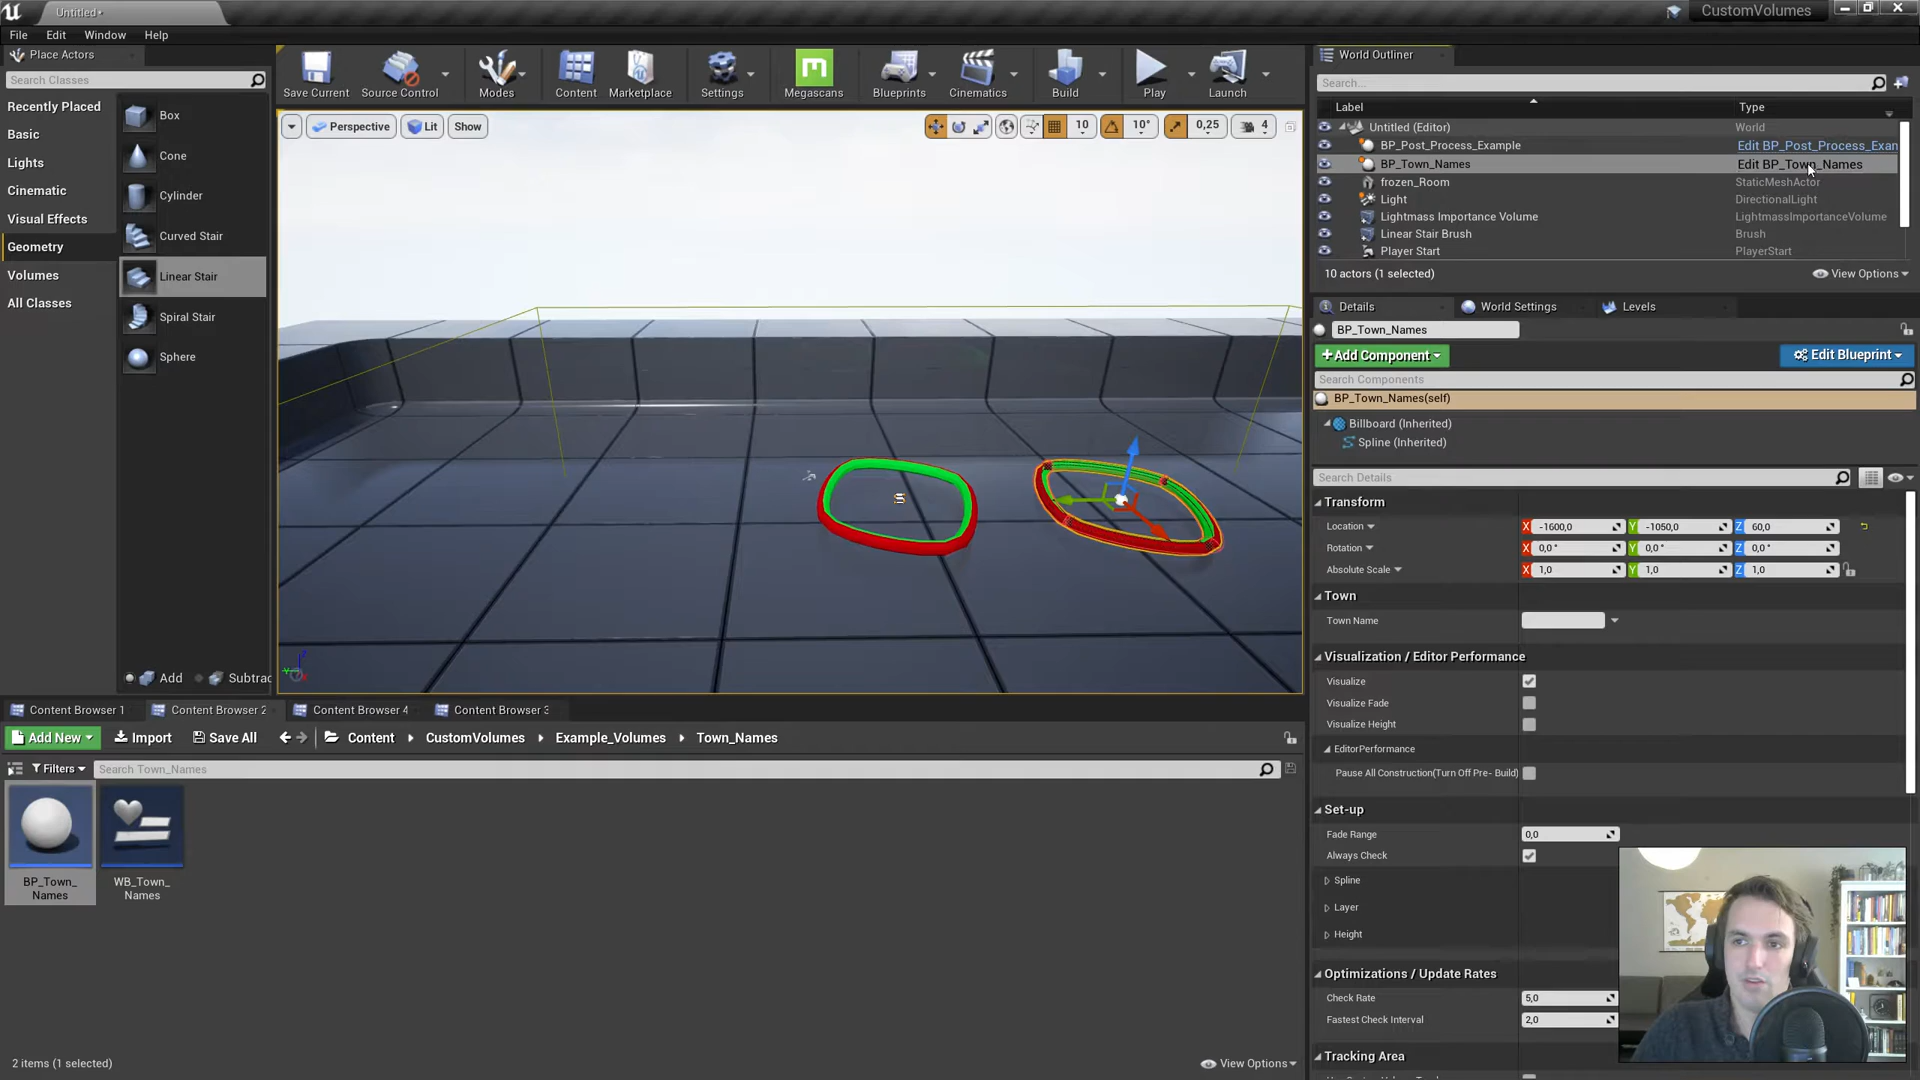 Untitled•
CustomVolumes
File Edit Window Help
Place Actors
Search Classes
Recently Placed
Basic
Lights
Cinematic
Visual Effects
Geometry
Volumes
All Classes
Box
Cone
Cylinder
Curved Stair
Linear Stair
Spiral Stair
Sphere
Add Subtrac
Save Current
Source Control
Modes
Content
Marketplace
Settings
Megascans
Blueprints
Cinematics
Build
Play
Launch
Perspective Lit Show
10 10° 0,25 4
World Outliner
Search...
Label Type
Untitled (Editor) World
BP_Post_Process_Example Edit BP_Post_Process_Exan
BP_Town_Names Edit BP_Town_Names
frozen_Room StaticMeshActor
Light DirectionalLight
Lightmass Importance Volume LightmassImportanceVolume
Linear Stair Brush Brush
Player Start PlayerStart
10 actors (1 selected) View Options
Details World Settings Levels
BP_Town_Names
+Add Component Edit Blueprint
Search Components
BP_Town_Names(self)
Billboard (Inherited)
Spline (Inherited)
Search Details
Transform
Location X -1600,0 Y -1050,0 Z 60,0
Rotation X 0,0° Y 0,0° Z 0,0°
Absolute Scale X 1,0 Y 1,0 Z 1,0
Town
Town Name
Visualization / Editor Performance
Visualize
Visualize Fade
Visualize Height
EditorPerformance
Pause All Construction(Turn Off Pre- Build)
Set-up
Fade Range 0,0
Always Check
Spline
Layer
Height
Optimizations / Update Rates
Check Rate 5,0
Fastest Check Interval 2,0
Tracking Area
Content Browser 1 Content Browser 2 Content Browser 4 Content Browser 3
Add New Import Save All Content CustomVolumes Example_Volumes Town_Names
Filters Search Town_Names
BP_Town_
Names
WB_Town_
Names
2 items (1 selected) View Options